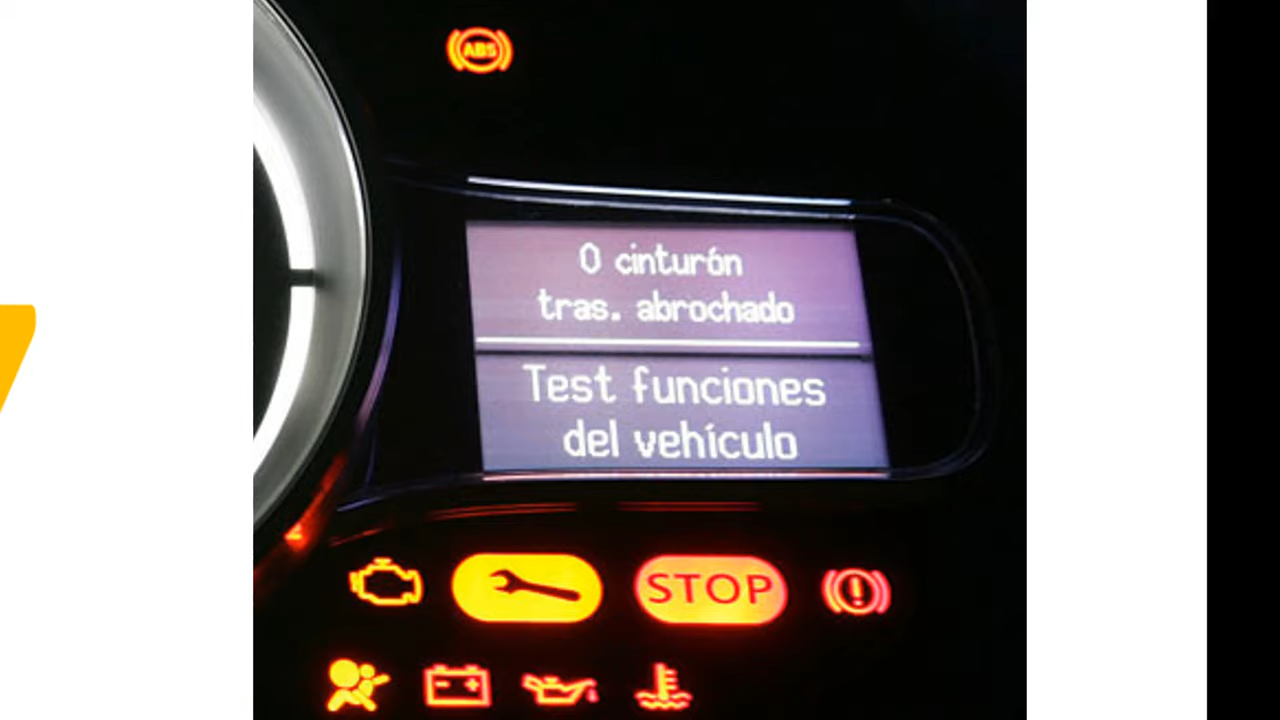 ABS
0 cinturón
tras. abrochado
Test funciones
del vehículo
STOP